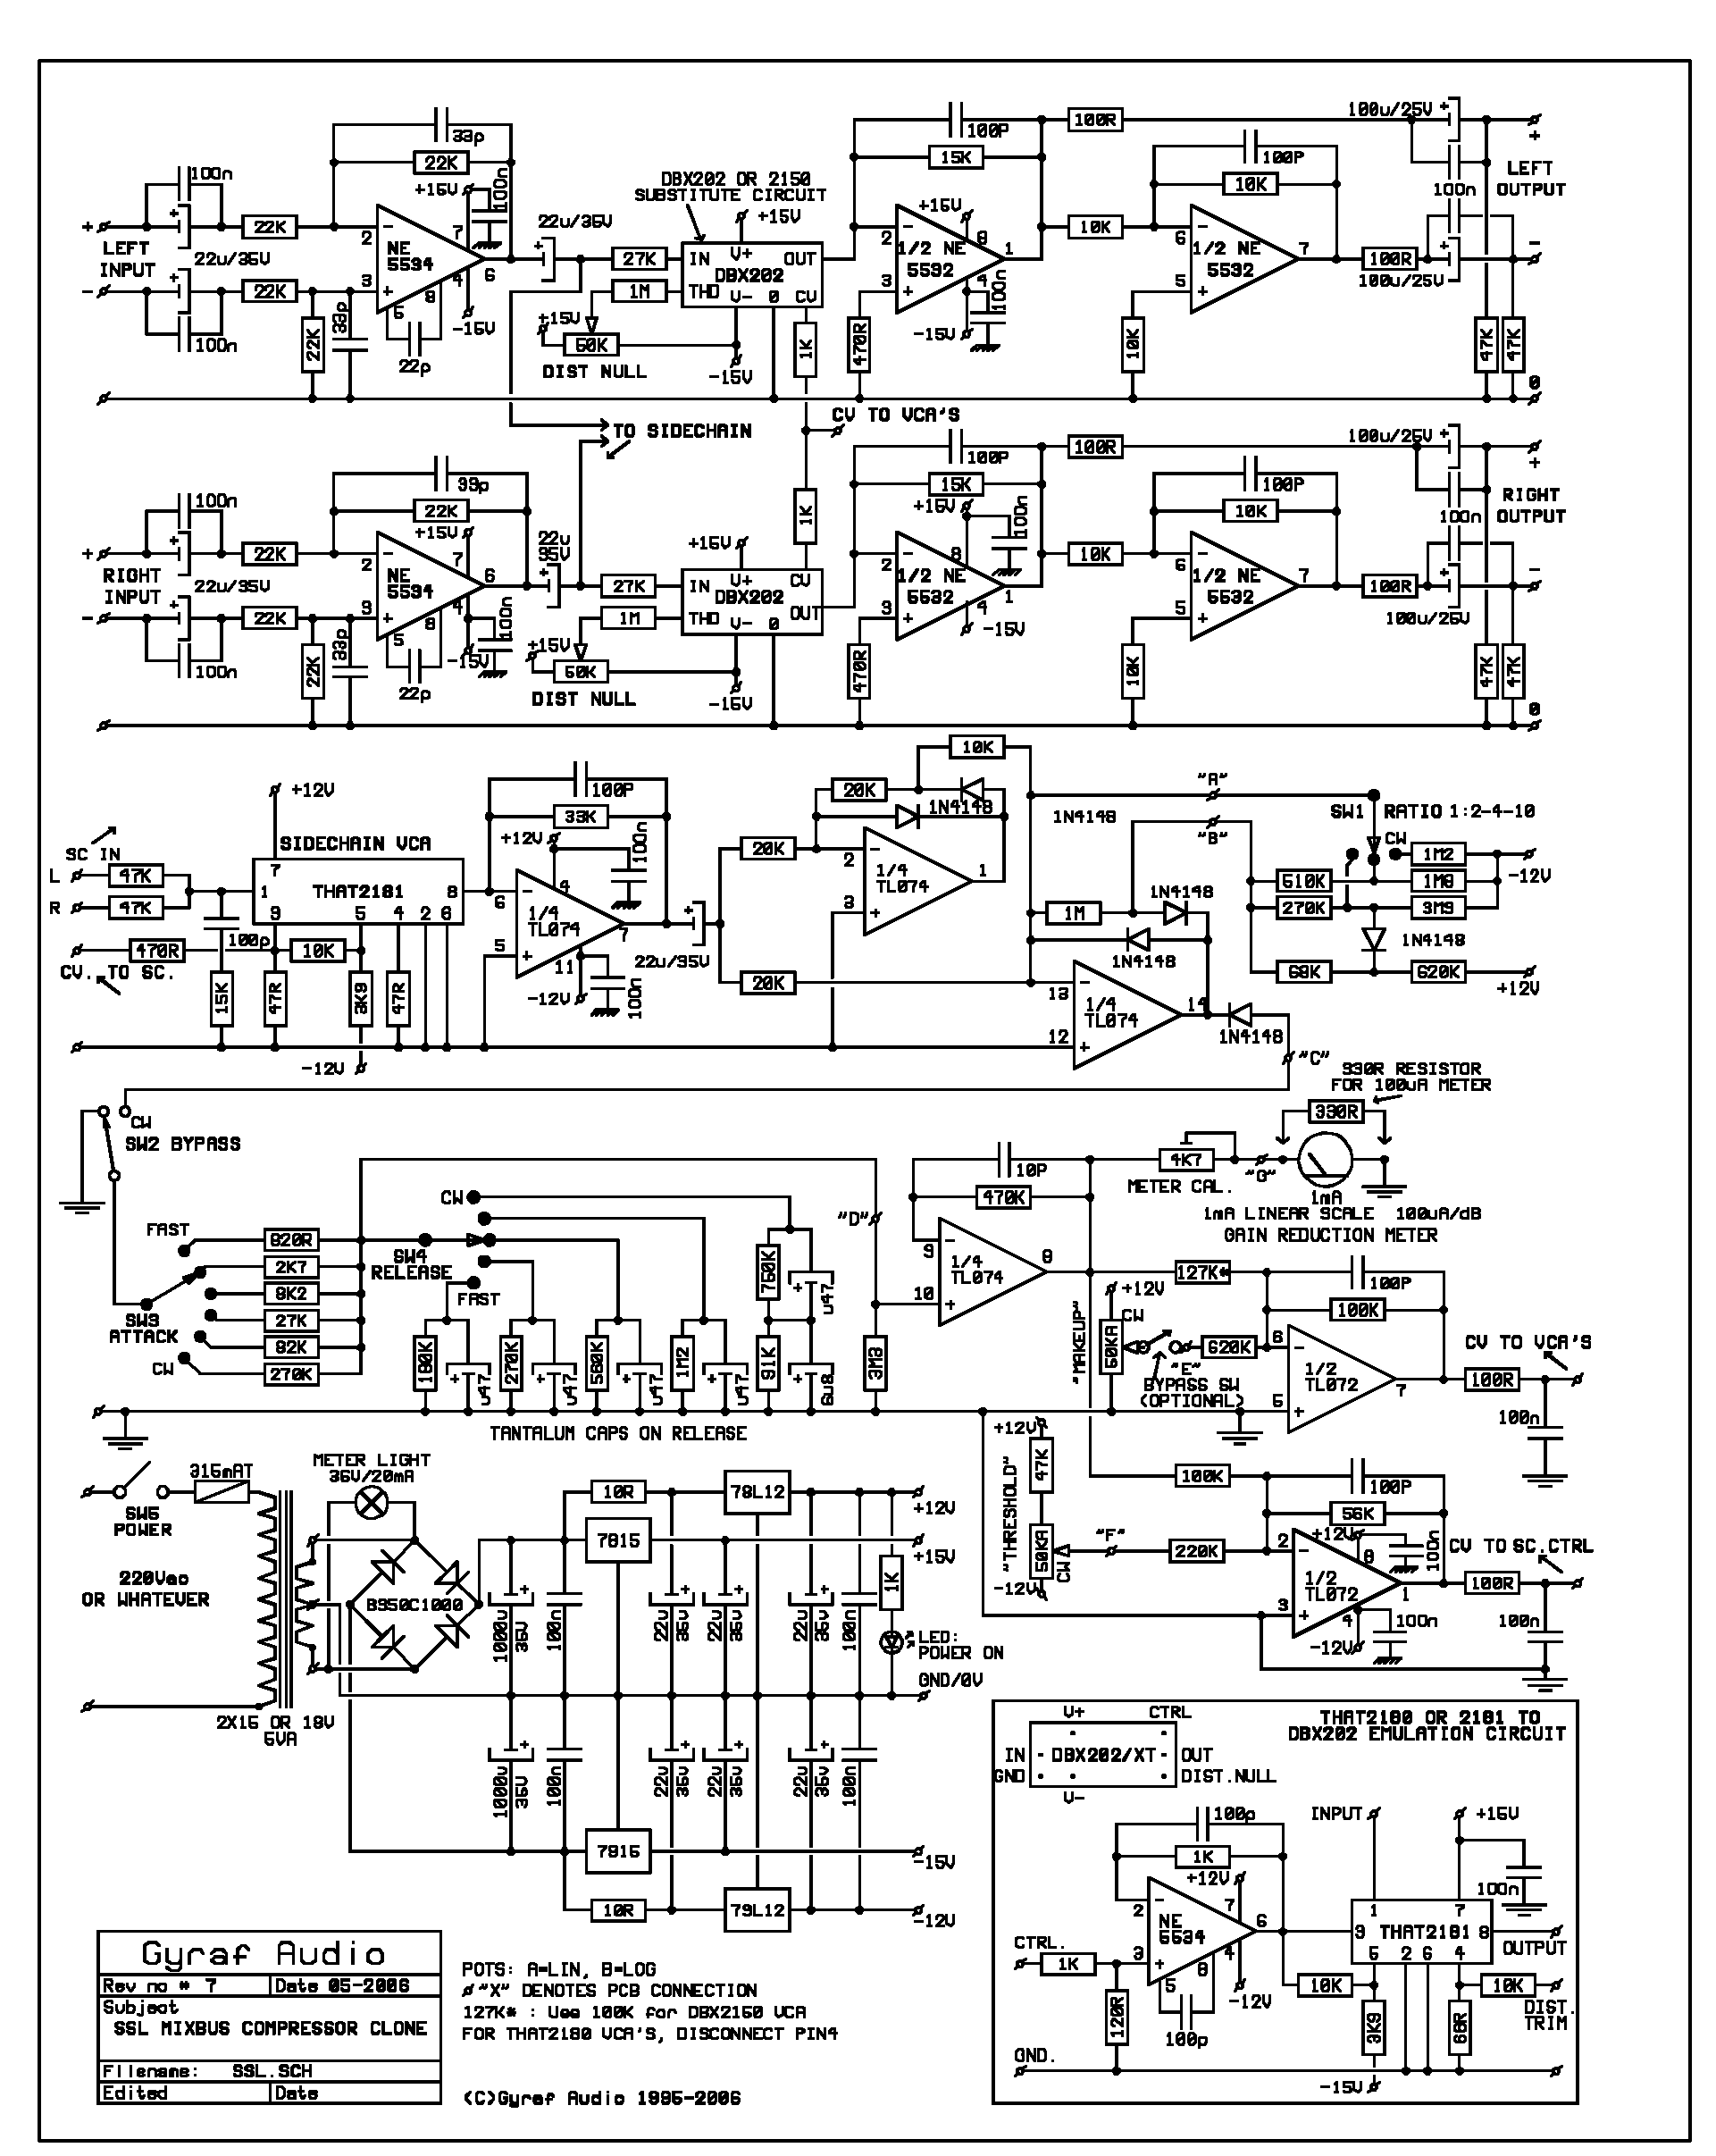 100n
33p
22K
+15V
100n
DBX202 OR 2150
SUBSTITUTE CIRCUIT
+15V
100P
15K
100R
100P
10K
100u/25V
+
LEFT
OUTPUT
100n
+
LEFT
INPUT
-
22K
22u/35V
22K
100n
22K
33p
2
3
NE
5534
7
4
6
5
8
22p
-15V
22u/35V
27K
1M
+15V
50K
DIST NULL
IN
V+
OUT
DBX202
THD
V-
0
CV
-15V
1K
+15V
2
1/2 NE
5532
3
8
1
4
100n
-15V
470R
10K
6
1/2 NE
5532
5
7
10K
100R
100u/25V
-
47K
47K
0
TO SIDECHAIN
CV TO VCA'S
100n
33p
22K
+15V
22u
35V
+15V
1K
100P
15K
+15V
100n
100R
100P
10K
100u/25V
+
RIGHT
OUTPUT
100n
+
RIGHT
INPUT
-
22K
22u/35V
22K
100n
22K
33p
2
3
NE
5534
7
4
6
5
8
22p
-15V
100n
27K
1M
+15V
50K
DIST NULL
IN
V+
CV
DBX202
OUT
THD
V-
0
-15V
2
1/2 NE
5532
3
8
1
4
-15V
470R
10K
6
1/2 NE
5532
5
7
10K
100R
100u/25V
-
47K
47K
0
SC IN
L
47K
R
47K
+12V
SIDECHAIN VCA
7
1
THAT2181
8
3
5
4
2
6
100p
470R
10K
CV. TO SC.
15K
47R
3K9
47R
-12V
100P
33K
+12V
100n
6
4
1/4
TL074
5
7
11
-12V
100n
22u/35V
20K
20K
20K
10K
1N4148
2
1/4
TL074
3
1
1N4148
"A"
"B"
1M
1N4148
1N4148
13
1/4
TL074
12
14
1N4148
"C"
SW1 RATIO 1:2-4-10
CW
510K
270K
68K
1M2
1M8
3M9
-12V
1N4148
620K
+12V
CW
SW2 BYPASS
FAST
820R
2K7
8K2
27K
82K
270K
SW3
ATTACK
CW
CW
SW4
RELEASE
FAST
180K
u47
270K
u47
560K
u47
1M2
u47
750K
91K
u47
6u8
3M3
TANTALUM CAPS ON RELEASE
"D"
10P
470K
9
1/4
TL074
10
8
4K7
METER CAL.
"G"
330R RESISTOR
FOR 100uA METER
330R
1mA
1mA LINEAR SCALE 100uA/dB
GAIN REDUCTION METER
127K*
+12V
CW
"MAKEUP"
50KA
"E"
BYPASS SW
(OPTIONAL)
620K
100P
100K
6
1/2
TL072
5
7
CV TO VCA'S
100R
100n
+12V
47K
"THRESHOLD"
50KA
CW
-12V
"F"
100K
220K
100P
56K
+12V
100n
2
8
1/2
TL072
3
1
4
-12V
100n
CV TO SC.CTRL
100R
100n
SW5
POWER
315mAT
220Vac
OR WHATEVER
2X15 OR 18V
5VA
METER LIGHT
36V/20mA
B950C1000
10R
7815
78L12
+12V
+15V
1000u
35V
100n
22u
35V
22u
35V
22u
35V
100n
1K
LED:
POWER ON
GND/0V
1000u
35V
100n
22u
35V
22u
35V
22u
35V
100n
7915
10R
79L12
-15V
-12V
THAT2180 OR 2181 TO
DBX202 EMULATION CIRCUIT
V+
CTRL
IN
DBX202/XT
OUT
GND
DIST.NULL
V-
100p
1K
+12V
2
NE
5534
3
7
6
4
5
8
100p
-12V
CTRL.
1K
120R
GND.
INPUT
+15V
100n
1
7
3
THAT2181
8
5
2
6
4
OUTPUT
10K
3K9
68R
10K
DIST.
TRIM
-15V
Gyraf Audio
Rev no # 7
Date 05-2006
Subject
SSL MIXBUS COMPRESSOR CLONE
Filename: SSL.SCH
Edited
Date
POTS: A=LIN, B=LOG
"X" DENOTES PCB CONNECTION
127K* : Use 100K for DBX2150 VCA
FOR THAT2180 VCA'S, DISCONNECT PIN4
(C)Gyraf Audio 1995-2006